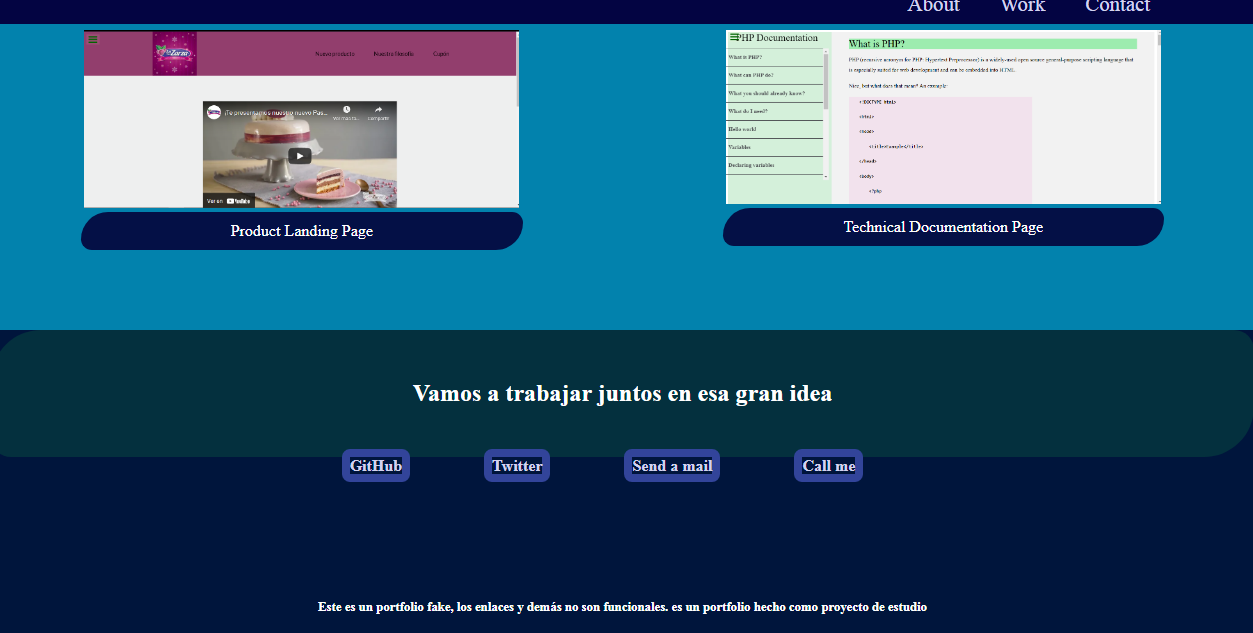 About Work Contact
Zorzá
Nuevo producto Nuestra filosofía Cupón
¡Te presentamos nuestro nuevo Pas...
Ver más ta... Compartir
Ver en YouTube
Product Landing Page
PHP Documentation
What is PHP?
What can PHP do?
What you should already know?
What do I need?
Hello world
Variables
Declaring variables
What is PHP?
PHP (recursive acronym for PHP: Hypertext Preprocessor) is a widely-used open source general-purpose scripting language that
is especially suited for web development and can be embedded into HTML.
Nice, but what does that mean? An example:
<!DOCTYPE html>
<html>
<head>
<title>Example</title>
</head>
<body>
<?php
Technical Documentation Page
Vamos a trabajar juntos en esa gran idea
GitHub Twitter Send a mail Call me
Este es un portfolio fake, los enlaces y demás no son funcionales. es un portfolio hecho como proyecto de estudio